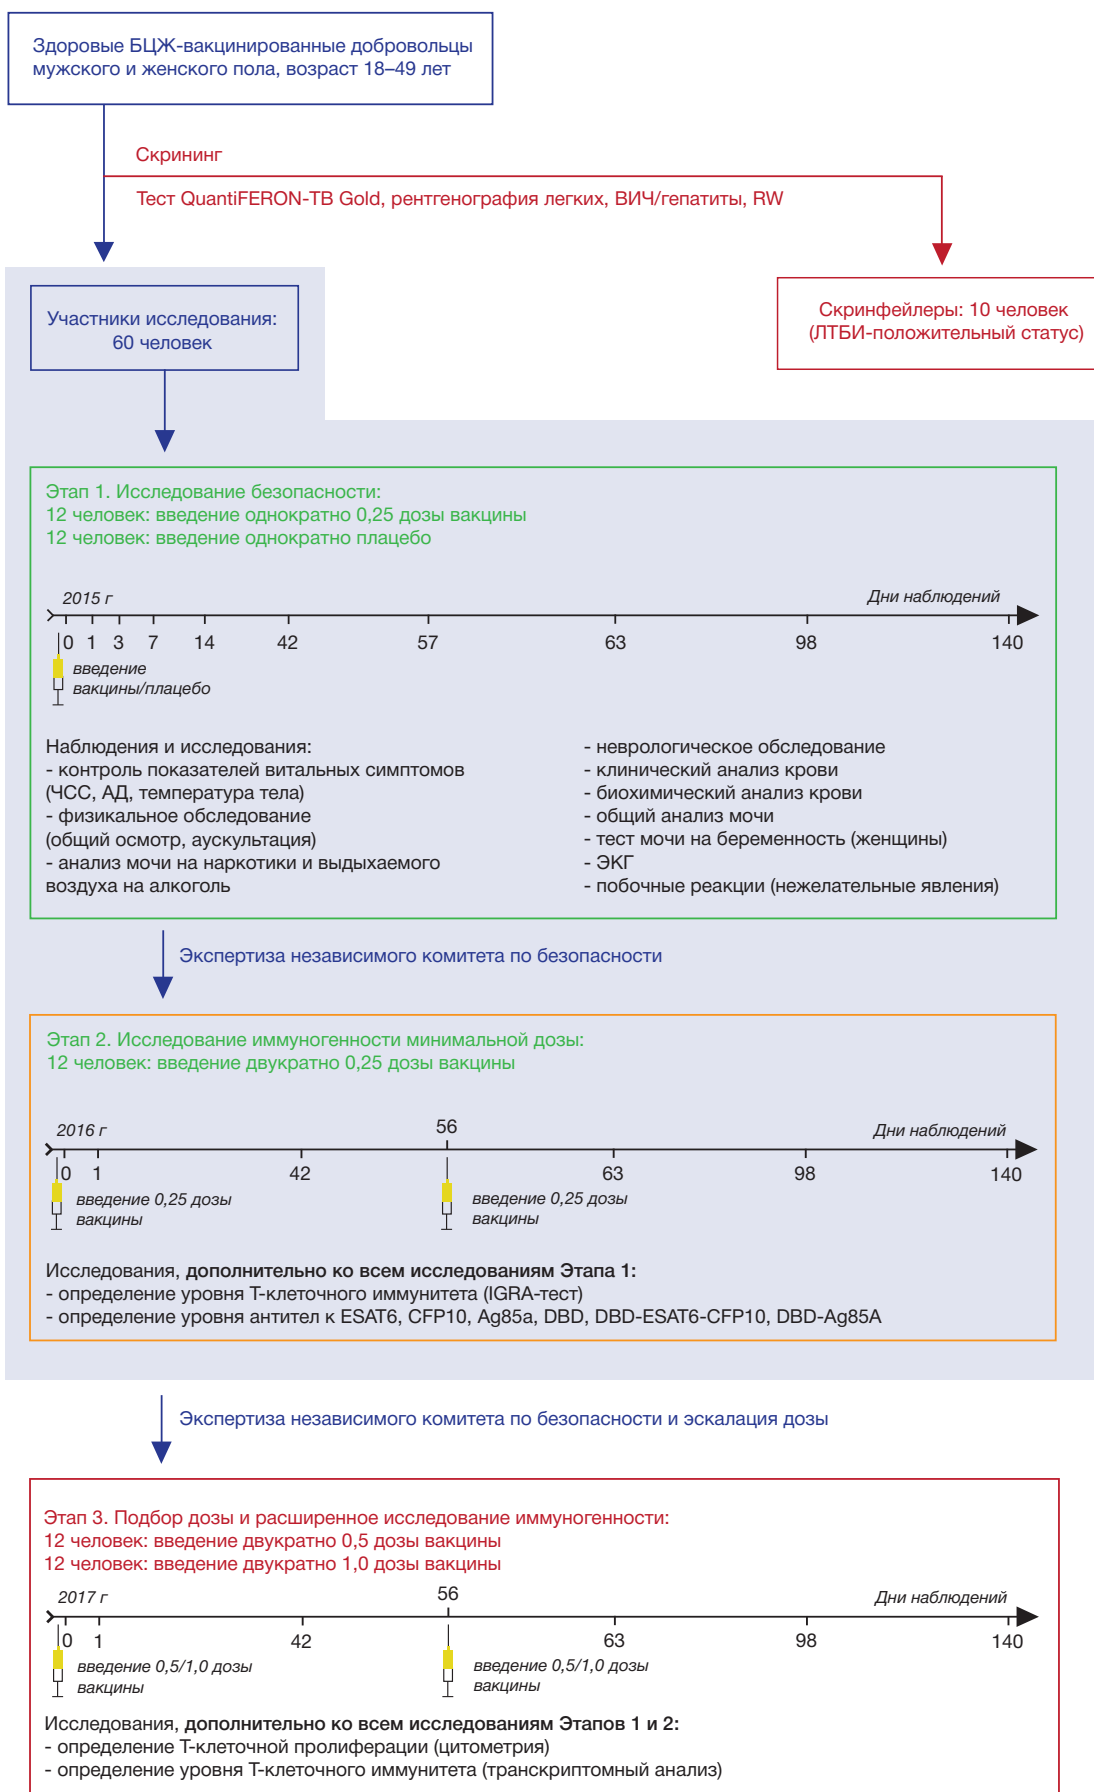 Здоровые БЦЖ-вакцинированные добровольцы
мужского и женского пола, возраст 18–49 лет
Скрининг
Тест QuantiFERON-TB Gold, рентгенография легких, ВИЧ/гепатиты, RW
Участники исследования:
60 человек
Скринфейлеры: 10 человек
(ЛТБИ-положительный статус)
Этап 1. Исследование безопасности:
12 человек: введение однократно 0,25 дозы вакцины
12 человек: введение однократно плацебо
2015 г
Дни наблюдений
0 1 3 7 14 42 57 63 98 140
введение
вакцины/плацебо
Наблюдения и исследования:
- контроль показателей витальных симптомов
(ЧСС, АД, температура тела)
- физикальное обследование
(общий осмотр, аускультация)
- анализ мочи на наркотики и выдыхаемого
воздуха на алкоголь
- неврологическое обследование
- клинический анализ крови
- биохимический анализ крови
- общий анализ мочи
- тест мочи на беременность (женщины)
- ЭКГ
- побочные реакции (нежелательные явления)
Экспертиза независимого комитета по безопасности
Этап 2. Исследование иммуногенности минимальной дозы:
12 человек: введение двукратно 0,25 дозы вакцины
2016 г
56
Дни наблюдений
0 1 42 63 98 140
введение 0,25 дозы
вакцины
введение 0,25 дозы
вакцины
Исследования, дополнительно ко всем исследованиям Этапа 1:
- определение уровня Т-клеточного иммунитета (IGRA-тест)
- определение уровня антител к ESAT6, CFP10, Ag85a, DBD, DBD-ESAT6-CFP10, DBD-Ag85A
Экспертиза независимого комитета по безопасности и эскалация дозы
Этап 3. Подбор дозы и расширенное исследование иммуногенности:
12 человек: введение двукратно 0,5 дозы вакцины
12 человек: введение двукратно 1,0 дозы вакцины
2017 г
56
Дни наблюдений
0 1 42 63 98 140
введение 0,5/1,0 дозы
вакцины
введение 0,5/1,0 дозы
вакцины
Исследования, дополнительно ко всем исследованиям Этапов 1 и 2:
- определение Т-клеточной пролиферации (цитометрия)
- определение уровня Т-клеточного иммунитета (транскриптомный анализ)